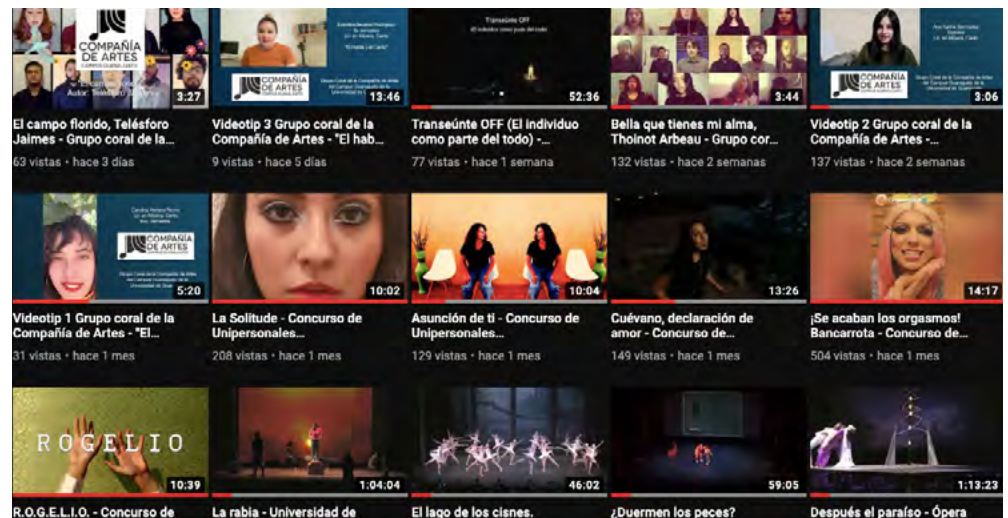 COMPAÑÍA
DE ARTES
3:27
COMPAÑÍA
DE ARTES
13:46
Transeúnte OFF
El individuo como parte del todo
52:36
3:44
COMPAÑÍA
DE ARTES
3:06
El campo florido, Telésforo
Jaimes - Grupo coral de la...
63 vistas • hace 3 días
Videotip 3 Grupo coral de la
Compañía de Artes - "El hab...
9 vistas • hace 5 días
Transeúnte OFF (El individuo
como parte del todo) -...
77 vistas • hace 1 semana
Bella que tienes mi alma,
Thoinot Arbeau - Grupo cor...
132 vistas • hace 2 semanas
Videotip 2 Grupo coral de la
Compañía de Artes -...
137 vistas • hace 2 semanas
COMPAÑÍA
DE ARTES
5:20
10:02
10:04
13:26
14:17
Videotip 1 Grupo coral de la
Compañía de Artes - "El...
31 vistas • hace 1 mes
La Solitude - Concurso de
Unipersonales...
208 vistas • hace 1 mes
Asunción de ti - Concurso de
Unipersonales...
129 vistas • hace 1 mes
Cuévano, declaración de
amor - Concurso de...
149 vistas • hace 1 mes
¡Se acaban los orgasmos!
Bancarrota - Concurso de...
504 vistas • hace 1 mes
ROGELIO
10:39
1:04:04
46:02
59:05
1:13:23
R.O.G.E.L.I.O. - Concurso de
La rabia - Universidad de
El lago de los cisnes.
¿Duermen los peces?
Después el paraíso - Ópera